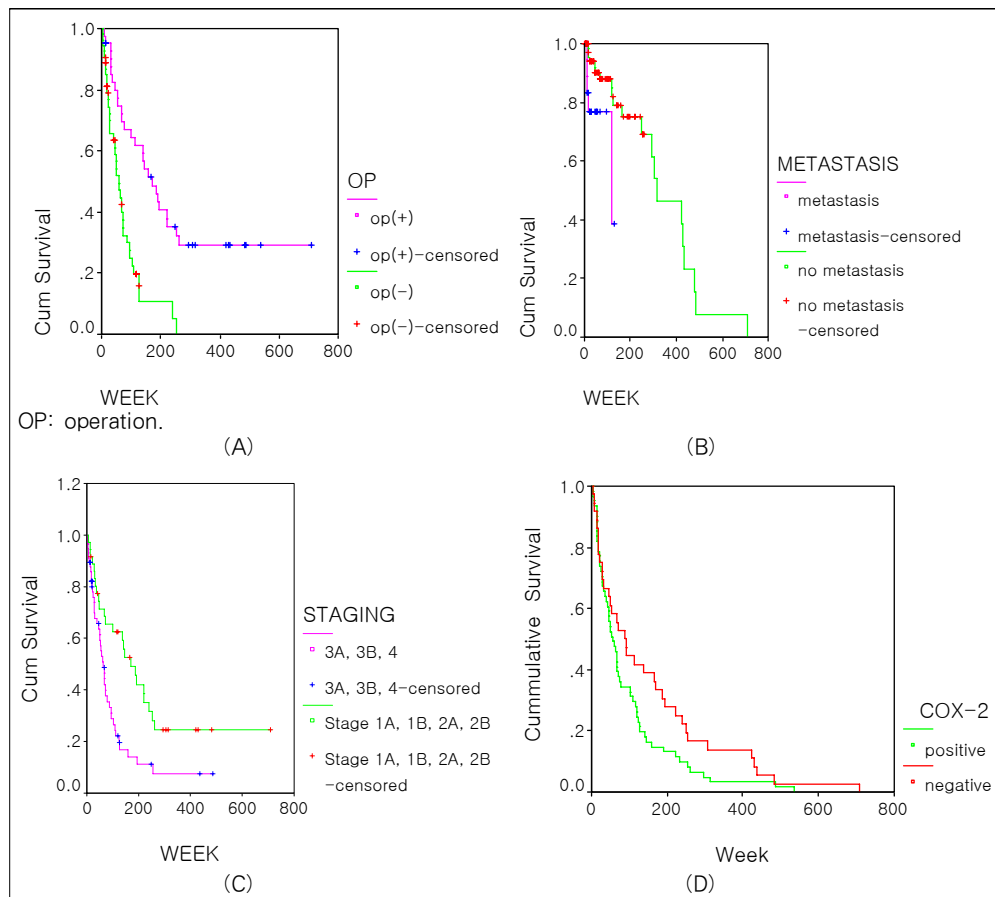 1.0
.8
.6
.4
.2
0.0
0 200 400 600 800
Cum Survival
WEEK
OP
op(+)
op(+)-censored
op(-)
op(-)-censored
OP: operation.
(A)
1.0
.8
.6
.4
.2
0.0
0 200 400 600 800
Cum Survival
WEEK
METASTASIS
metastasis
metastasis-censored
no metastasis
no metastasis
-censored
(B)
1.2
1.0
.8
.6
.4
.2
0.0
0 200 400 600 800
Cum Survival
WEEK
STAGING
3A, 3B, 4
3A, 3B, 4-censored
Stage 1A, 1B, 2A, 2B
Stage 1A, 1B, 2A, 2B
-censored
(C)
1.0
.8
.6
.4
.2
0.0
0 200 400 600 800
Cummulative Survival
Week
COX-2
positive
negative
(D)